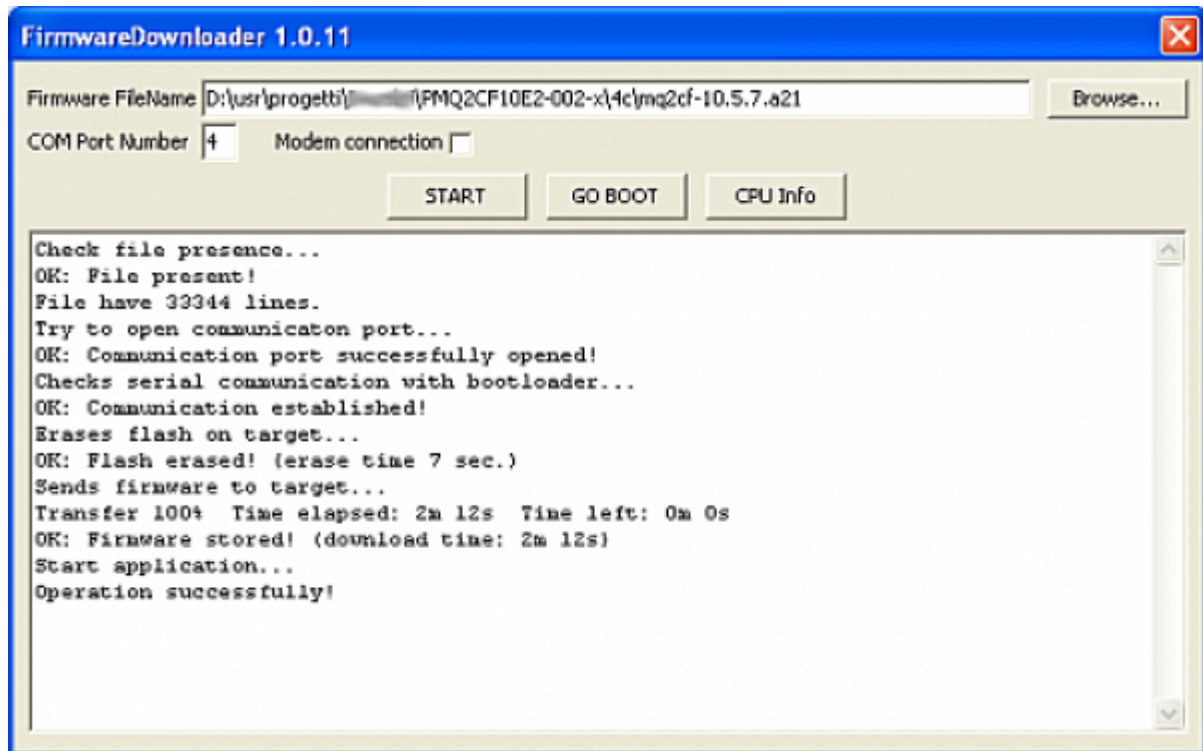 FirmwareDownloader 1.0.11
Firmware FileName D:\usr\progetti\ \PMQ2CF10E2-002-x\4c\mq2cf-10.5.7.a21 Browse...
COM Port Number 4 Modem connection
START GO BOOT CPU Info
Check file presence...
OK: File present!
File have 33344 lines.
Try to open communicaton port...
OK: Communication port successfully opened!
Checks serial communication with bootloader...
OK: Communication established!
Erases flash on target...
OK: Flash erased! (erase time 7 sec.)
Sends firmware to target...
Transfer 100% Time elapsed: 2m 12s Time left: 0m 0s
OK: Firmware stored! (download time: 2m 12s)
Start application...
Operation successfully!